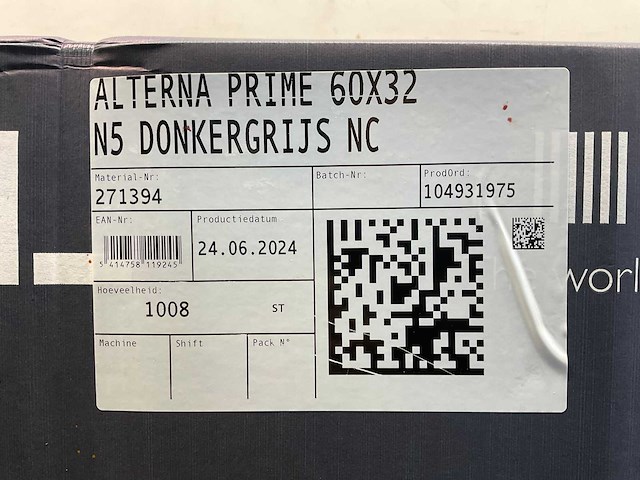 ALTERNA PRIME 60X32
N5 DONKERGRIJS NC
Material-Nr:
271394
Batch-Nr:
ProdOrd:
104931975
EAN-Nr:
5 414758 119245
Productiedatum
24.06.2024
Hoeveelheid:
1008 ST
Machine
Shift
Pack N°